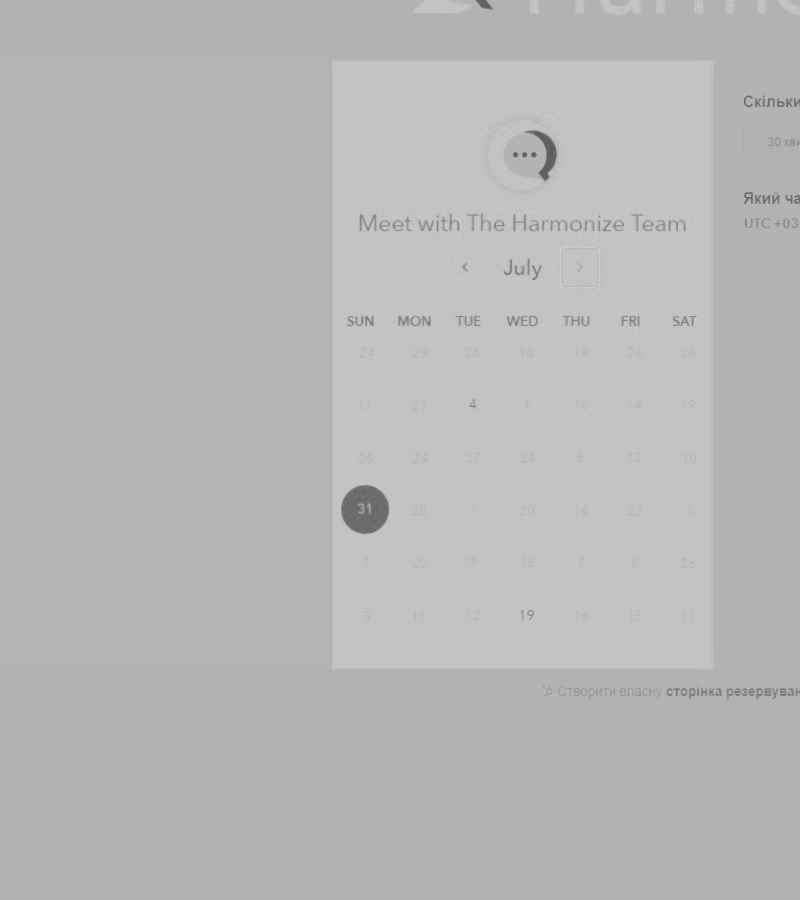 Meet with The Harmonize Team
July
SUN MON TUE WED THU FRI SAT
24 29 25 18 19 26 28
11 21 4 1 16 14 19
26 24 27 24 6 12 10
31 28 1 20 14 22 3
7 22 9 16 7 8 26
3 11 12 19 16 15 11
Скільки
30 хви
Який ча
UTC +03
Створити власну сторінка резервуван